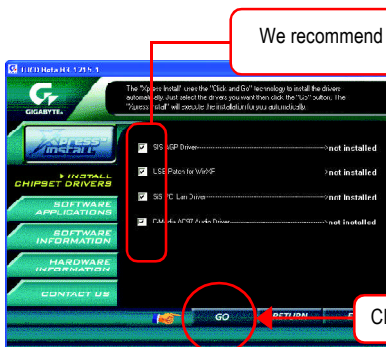 We recommend
The "Xpress Install" uses the "Click and Go" technology to install the drivers
automatically. Just select the drivers you want then click the "GO" button. The
"Xpress Install" will execute the installation for you automatically.
GIGABYTE
XPRESS INSTALL
INSTALL
CHIPSET DRIVERS
SIS AGP Driver
>not installed
USB Patch for WinXP
>not installed
SOFTWARE
APPLICATIONS
SiS PCI Lan Driver
>not installed
SOFTWARE
INFORMATION
C-Media AC97 Audio Driver
>not installed
HARDWARE
INFORMATION
CONTACT US
GO
RETURN